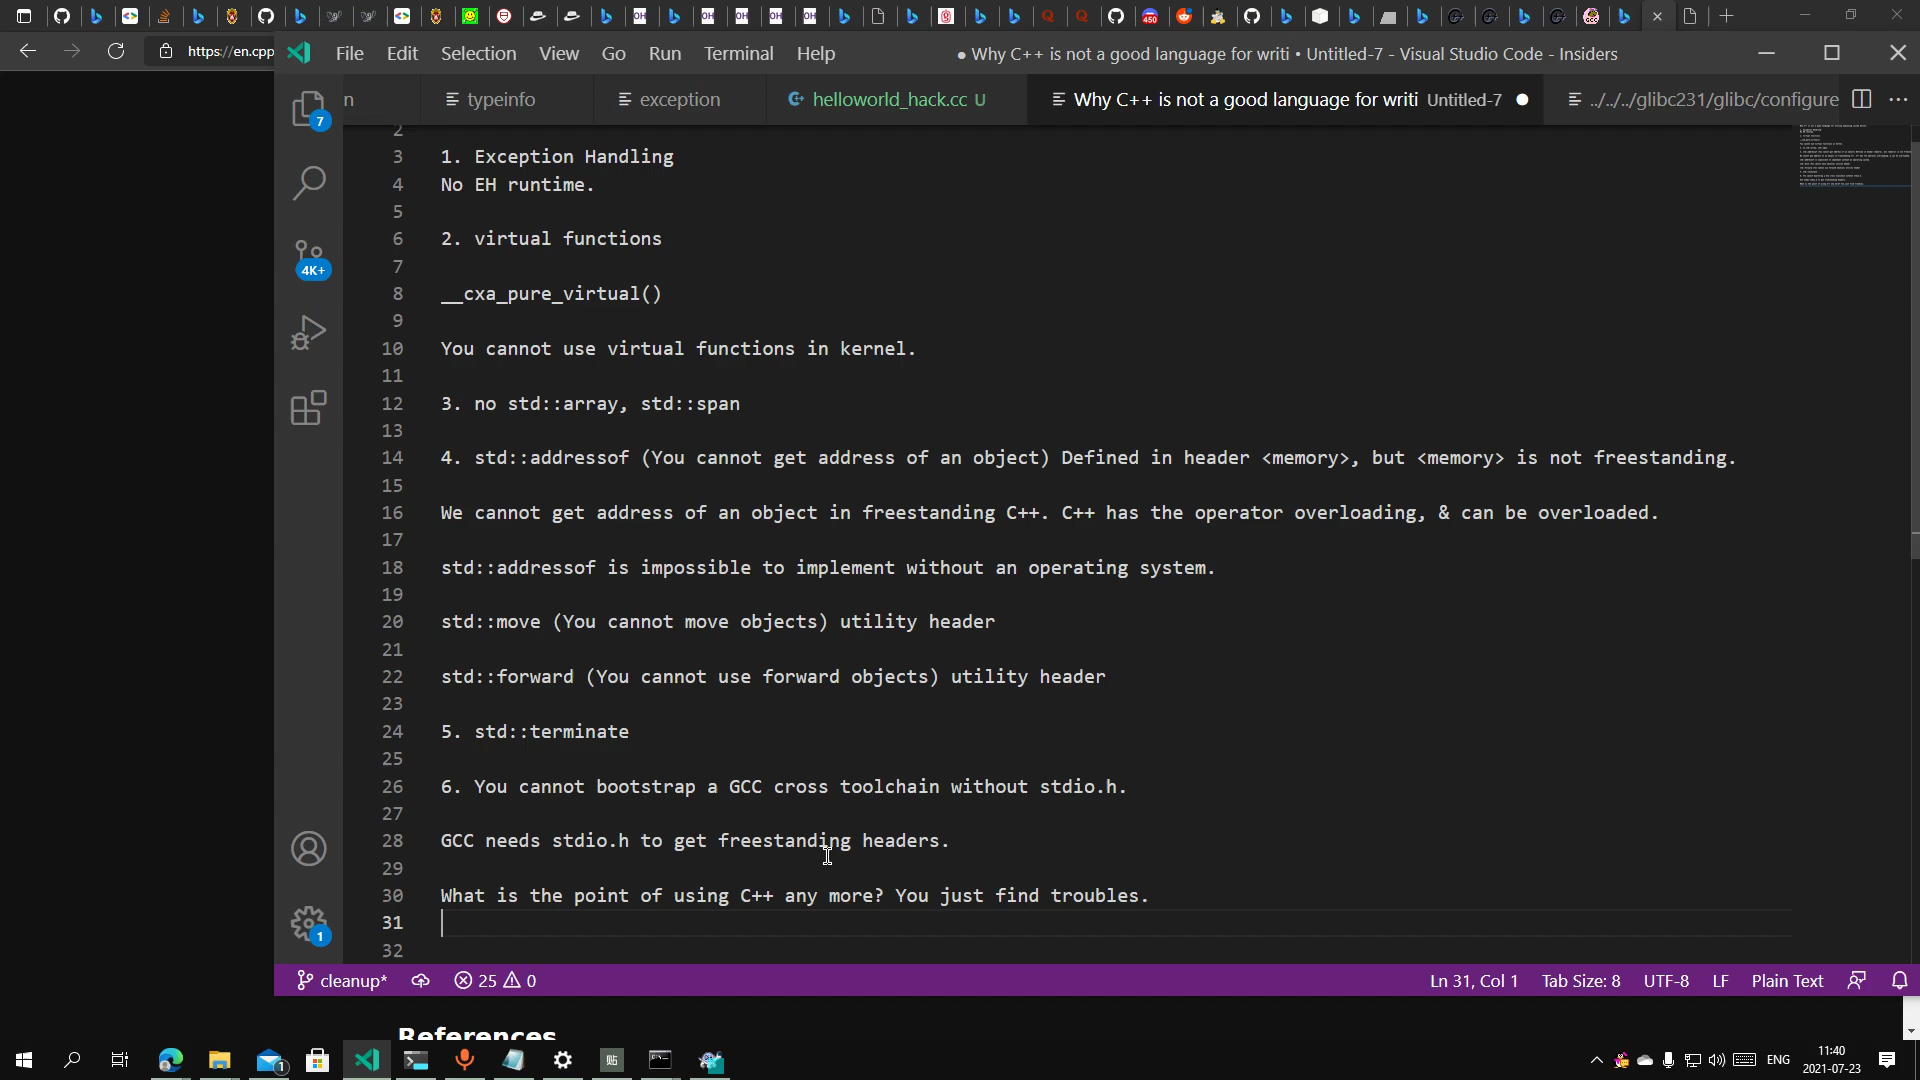 https://en.cpp
File Edit Selection View Go Run Terminal Help
● Why C++ is not a good language for writi • Untitled-7 - Visual Studio Code - Insiders
n
typeinfo
exception
helloworld_hack.cc U
Why C++ is not a good language for writi Untitled-7
../../../glibc231/glibc/configure
7
4K+
1
2
3 1. Exception Handling
4 No EH runtime.
5
6 2. virtual functions
7
8 __cxa_pure_virtual()
9
10 You cannot use virtual functions in kernel.
11
12 3. no std::array, std::span
13
14 4. std::addressof (You cannot get address of an object) Defined in header <memory>, but <memory> is not freestanding.
15
16 We cannot get address of an object in freestanding C++. C++ has the operator overloading, & can be overloaded.
17
18 std::addressof is impossible to implement without an operating system.
19
20 std::move (You cannot move objects) utility header
21
22 std::forward (You cannot use forward objects) utility header
23
24 5. std::terminate
25
26 6. You cannot bootstrap a GCC cross toolchain without stdio.h.
27
28 GCC needs stdio.h to get freestanding headers.
29
30 What is the point of using C++ any more? You just find troubles.
31
32
cleanup* 25 0 Ln 31, Col 1 Tab Size: 8 UTF-8 LF Plain Text
References
1
ENG
11:40
2021-07-23